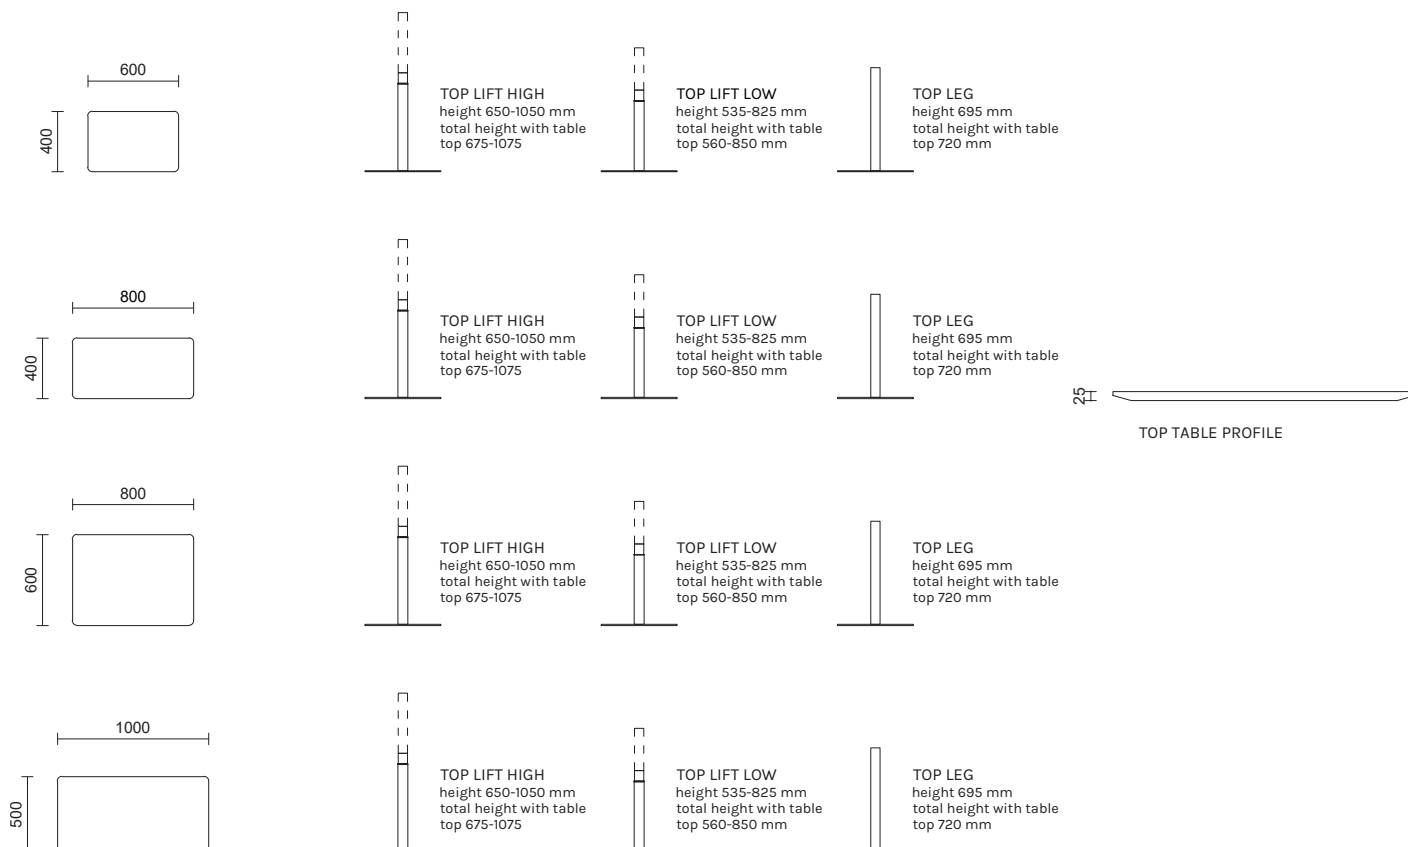 600
400
TOP LIFT HIGH
height 650-1050 mm
total height with table
top 675-1075
TOP LIFT LOW
height 535-825 mm
total height with table
top 560-850 mm
TOP LEG
height 695 mm
total height with table
top 720 mm
800
400
TOP LIFT HIGH
height 650-1050 mm
total height with table
top 675-1075
TOP LIFT LOW
height 535-825 mm
total height with table
top 560-850 mm
TOP LEG
height 695 mm
total height with table
top 720 mm
25
TOP TABLE PROFILE
800
600
TOP LIFT HIGH
height 650-1050 mm
total height with table
top 675-1075
TOP LIFT LOW
height 535-825 mm
total height with table
top 560-850 mm
TOP LEG
height 695 mm
total height with table
top 720 mm
1000
500
TOP LIFT HIGH
height 650-1050 mm
total height with table
top 675-1075
TOP LIFT LOW
height 535-825 mm
total height with table
top 560-850 mm
TOP LEG
height 695 mm
total height with table
top 720 mm